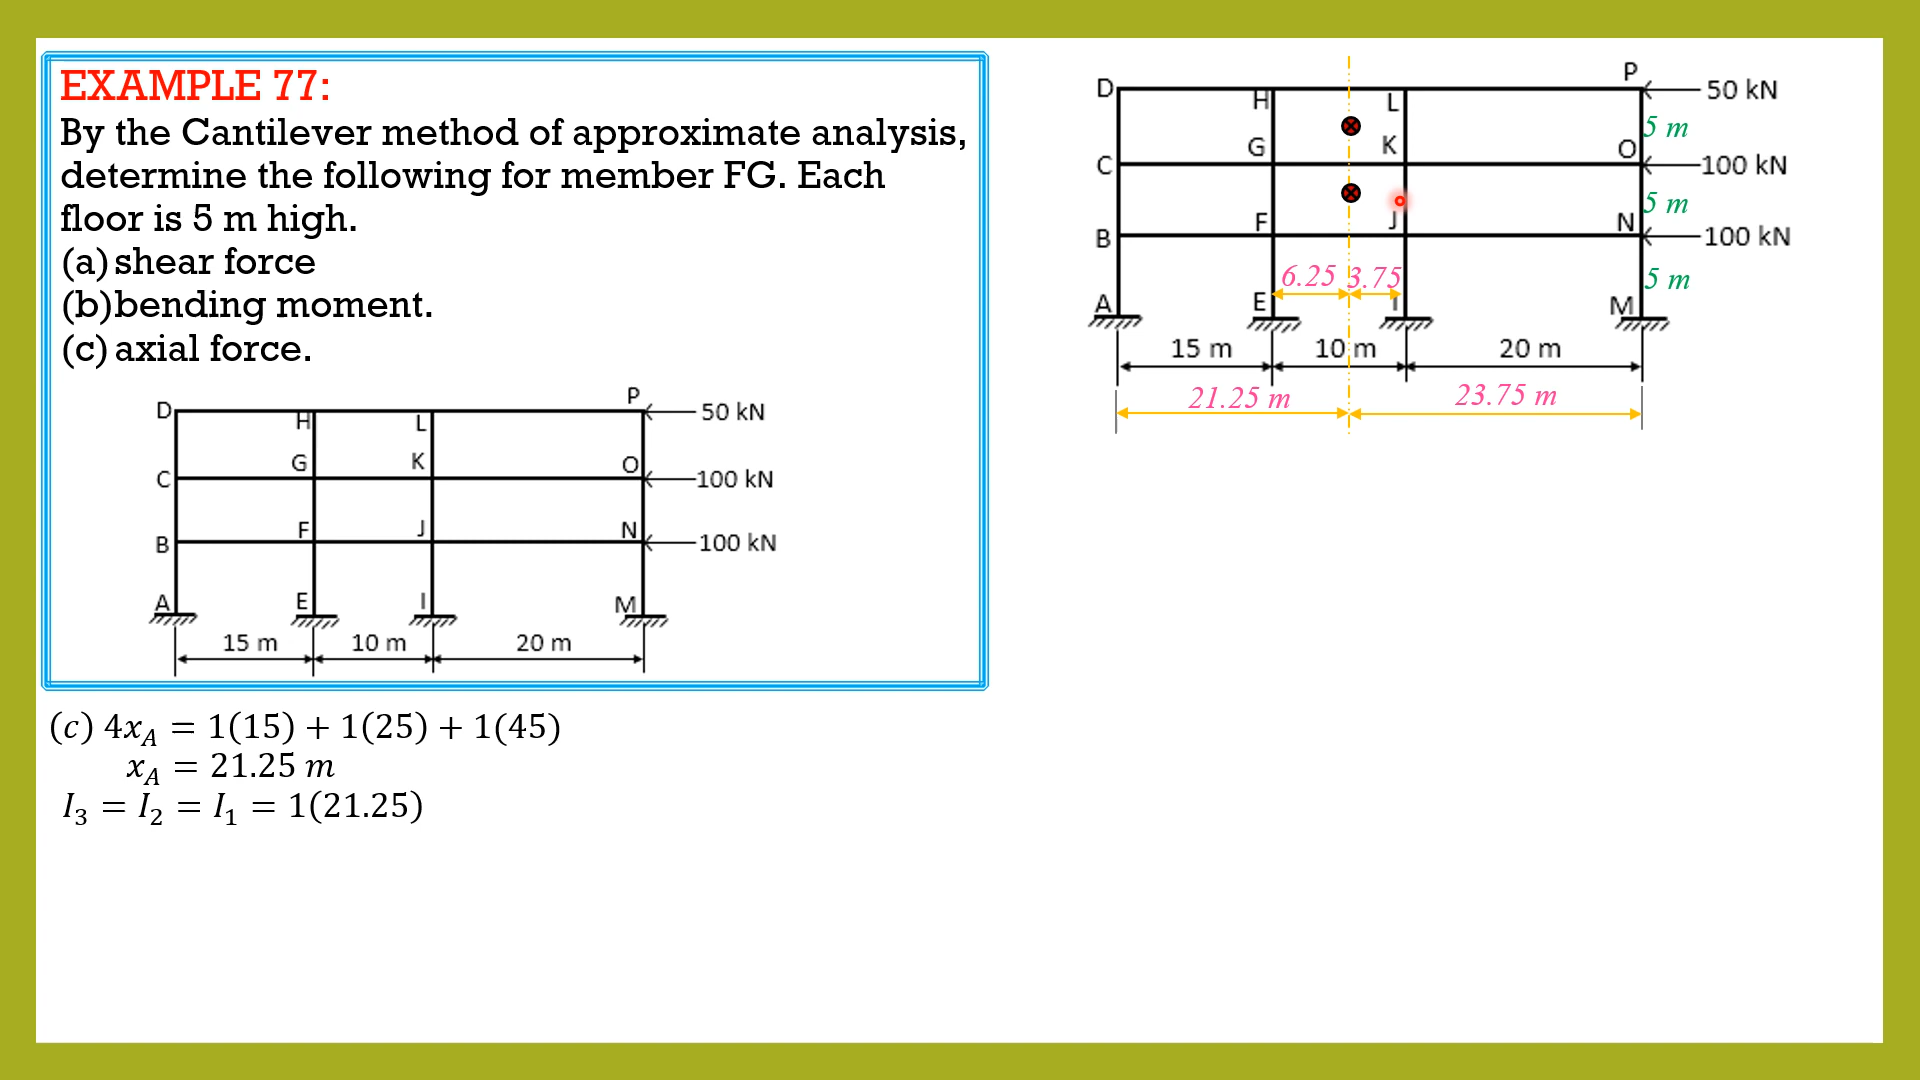 EXAMPLE 77:
By the Cantilever method of approximate analysis,
determine the following for member FG. Each
floor is 5 m high.
(a) shear force
(b) bending moment.
(c) axial force.
D H L P 50 kN
C G K O 100 kN
B F J N 100 kN
A E I M
15 m 10 m 20 m
(c) 4x_A = 1(15) + 1(25) + 1(45)
x_A = 21.25 m
I_3 = I_2 = I_1 = 1(21.25)
D H L P 50 kN
5 m
C G K O 100 kN
5 m
B F J N 100 kN
6.25 3.75 5 m
A E I M
15 m 10 m 20 m
21.25 m 23.75 m